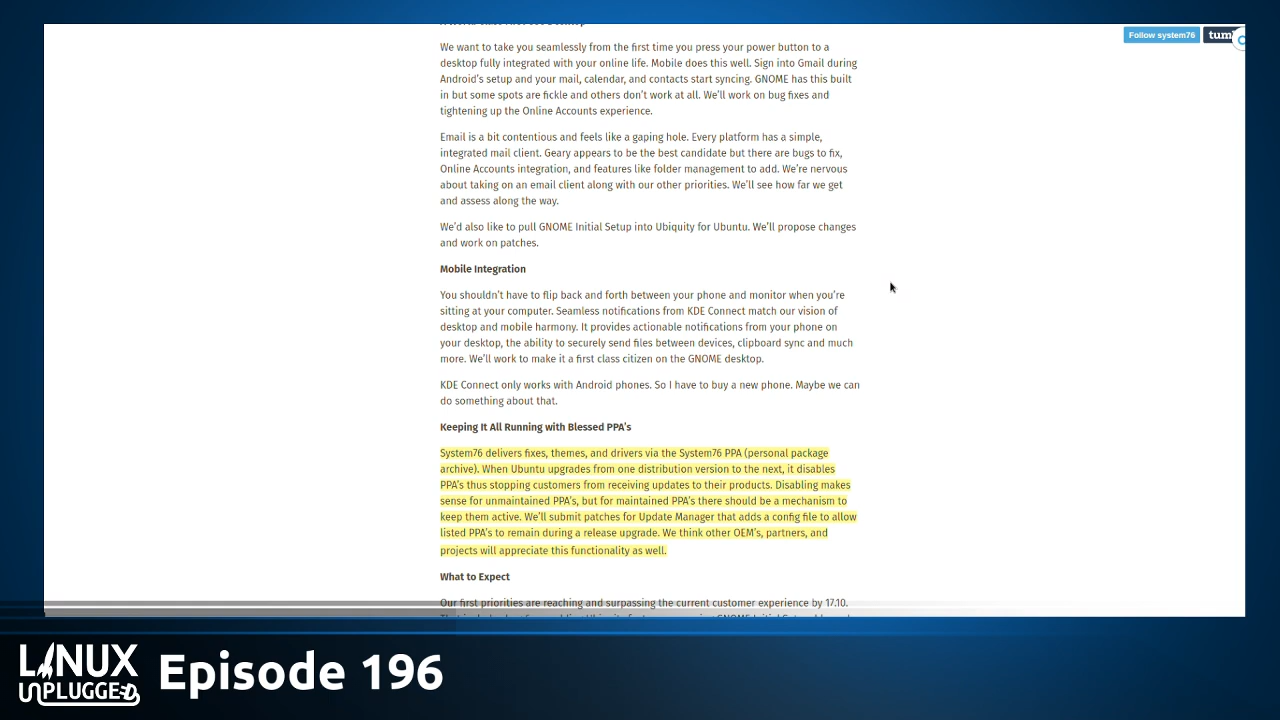 Follow system76
tum
We want to take you seamlessly from the first time you press your power button to a
desktop fully integrated with your online life. Mobile does this well. Sign into Gmail during
Android's setup and your mail, calendar, and contacts start syncing. GNOME has this built
in but some spots are fickle and others don't work at all. We'll work on bug fixes and
tightening up the Online Accounts experience.
Email is a bit contentious and feels like a gaping hole. Every platform has a simple,
integrated mail client. Geary appears to be the best candidate but there are bugs to fix,
Online Accounts integration, and features like folder management to add. We're nervous
about taking on an email client along with our other priorities. We'll see how far we get
and assess along the way.
We'd also like to pull GNOME Initial Setup into Ubiquity for Ubuntu. We'll propose changes
and work on patches.
Mobile Integration
You shouldn't have to flip back and forth between your phone and monitor when you're
sitting at your computer. Seamless notifications from KDE Connect match our vision of
desktop and mobile harmony. It provides actionable notifications from your phone on
your desktop, the ability to securely send files between devices, clipboard sync and much
more. We'll work to make it a first class citizen on the GNOME desktop.
KDE Connect only works with Android phones. So I have to buy a new phone. Maybe we can
do something about that.
Keeping It All Running with Blessed PPA's
System76 delivers fixes, themes, and drivers via the System76 PPA (personal package
archive). When Ubuntu upgrades from one distribution version to the next, it disables
PPA's thus stopping customers from receiving updates to their products. Disabling makes
sense for unmaintained PPA's, but for maintained PPA's there should be a mechanism to
keep them active. We'll submit patches for Update Manager that adds a config file to allow
listed PPA's to remain during a release upgrade. We think other OEM's, partners, and
projects will appreciate this functionality as well.
What to Expect
Our first priorities are reaching and surpassing the current customer experience by 17.10.
LINUX
UNPLUGGED
Episode 196